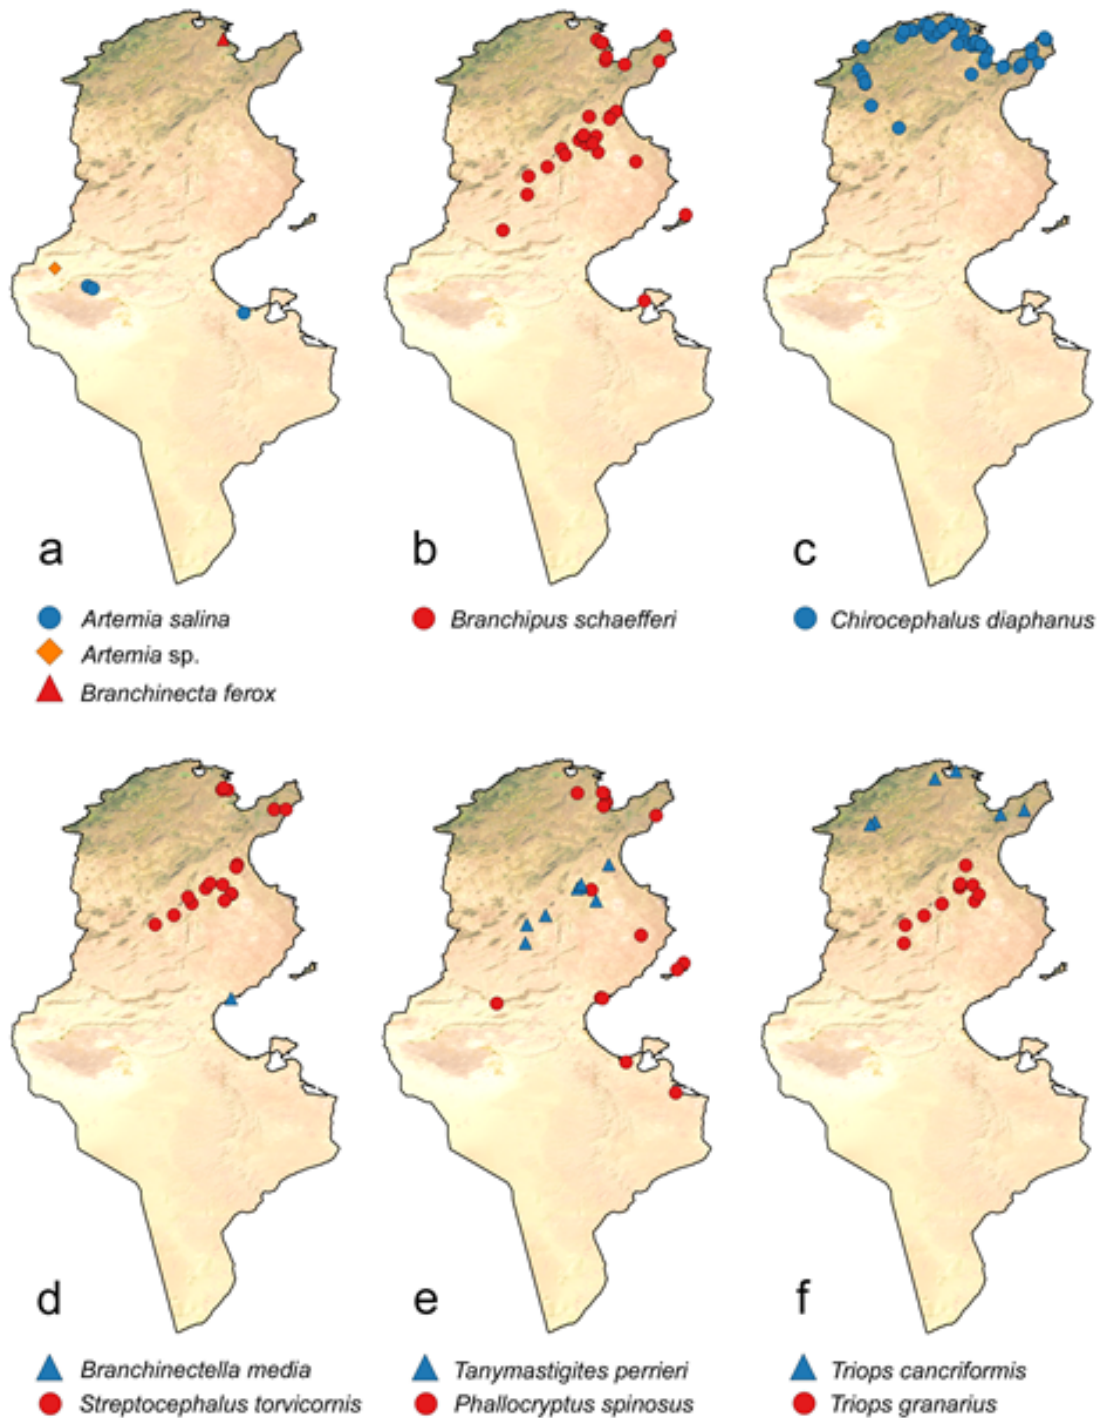 a
b
c
Artemia salina
Branchipus schaefferi
Chirocephalus diaphanus
Artemia sp.
Branchinecta ferox
d
e
f
Branchinectella media
Tanymastigites perrieri
Triops cancriformis
Streptocephalus torvicornis
Phallocryptus spinosus
Triops granarius